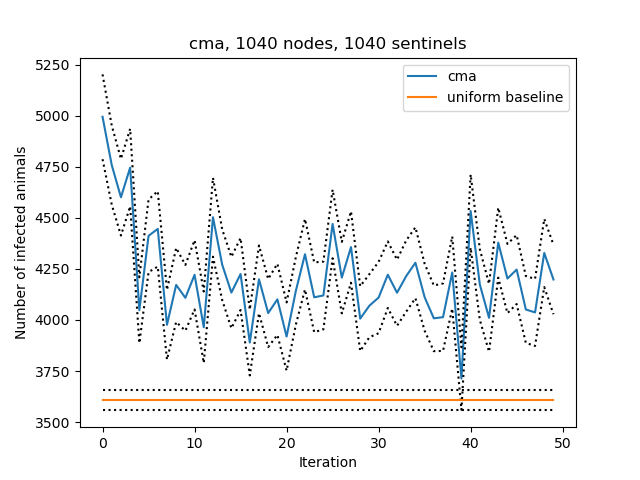 cma, 1040 nodes, 1040 sentinels
cma
uniform baseline
Number of infected animals
5250
5000
4750
4500
4250
4000
3750
3500
0 10 20 30 40 50
Iteration